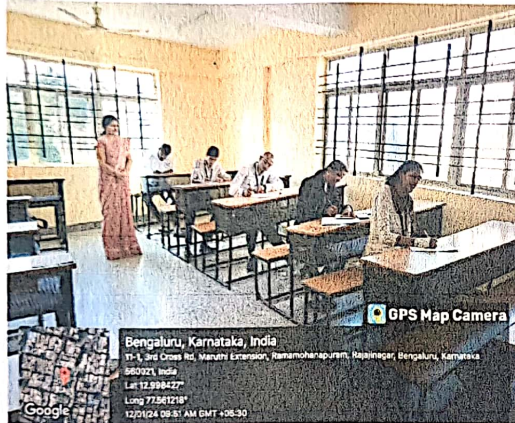 GPS Map Camera
Bengaluru, Karnataka, India
11-1, 3rd Cross Rd, Maruthi Extension, Ramamohanapuram, Rajajinagar, Bengaluru, Karnataka
560021, India
Lat 12.998427°
Long 77.561218°
12/01/24 09:51 AM GMT +05:30
Google